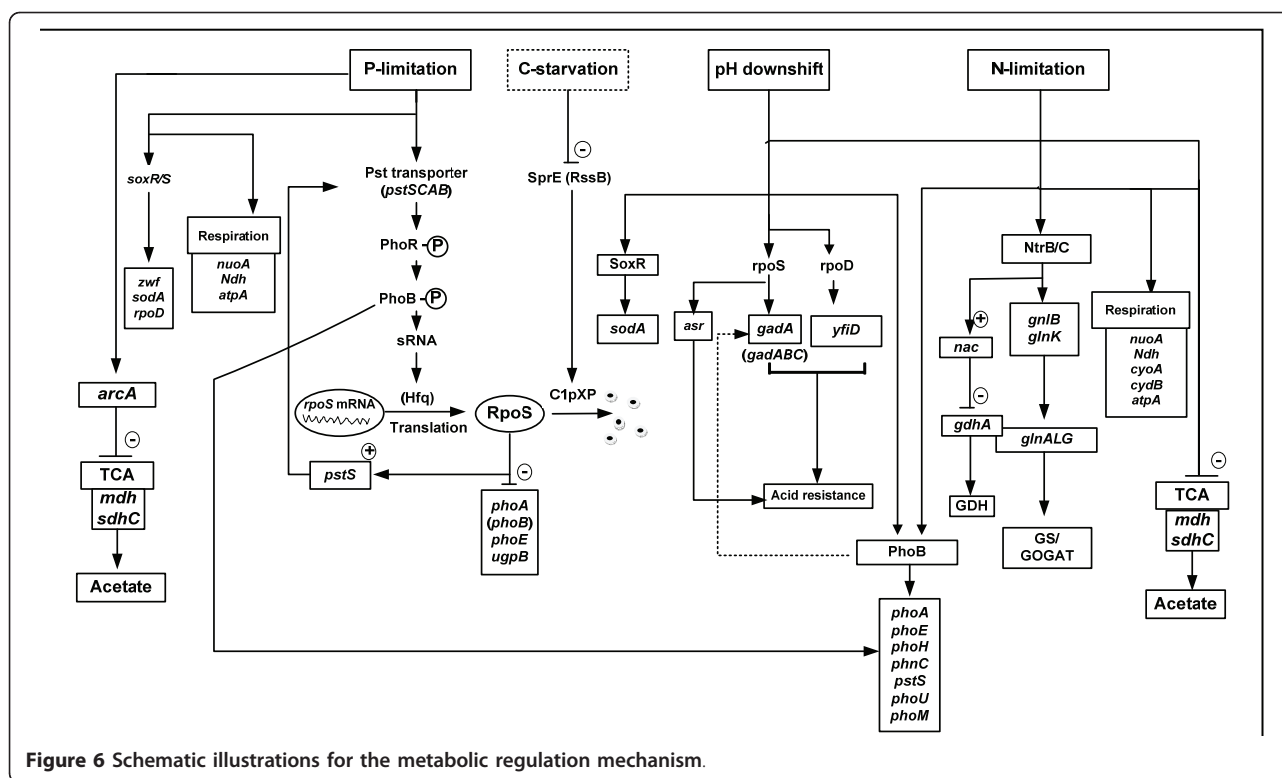 P-limitation
C-starvation
pH downshift
N-limitation
soxR/S
zwf
sodA
rpoD
Respiration
nuoA
Ndh
atpA
arcA
-
TCA
mdh
sdhC
Acetate
Pst transporter
(pstSCAB)
PhoR - P
PhoB - P
sRNA
(Hfq)
rpoS mRNA
Translation
RpoS
+
pstS
-
phoA
(phoB)
phoE
ugpB
-
SprE (RssB)
C1pXP
SoxR
sodA
rpoS
rpoD
asr
gadA
(gadABC)
yfiD
Acid resistance
PhoB
phoA
phoE
phoH
phnC
pstS
phoU
phoM
NtrB/C
+
nac
-
gdhA
GDH
gnlB
glnK
glnALG
GS/
GOGAT
Respiration
nuoA
Ndh
cyoA
cydB
atpA
-
TCA
mdh
sdhC
Acetate
Figure 6 Schematic illustrations for the metabolic regulation mechanism.